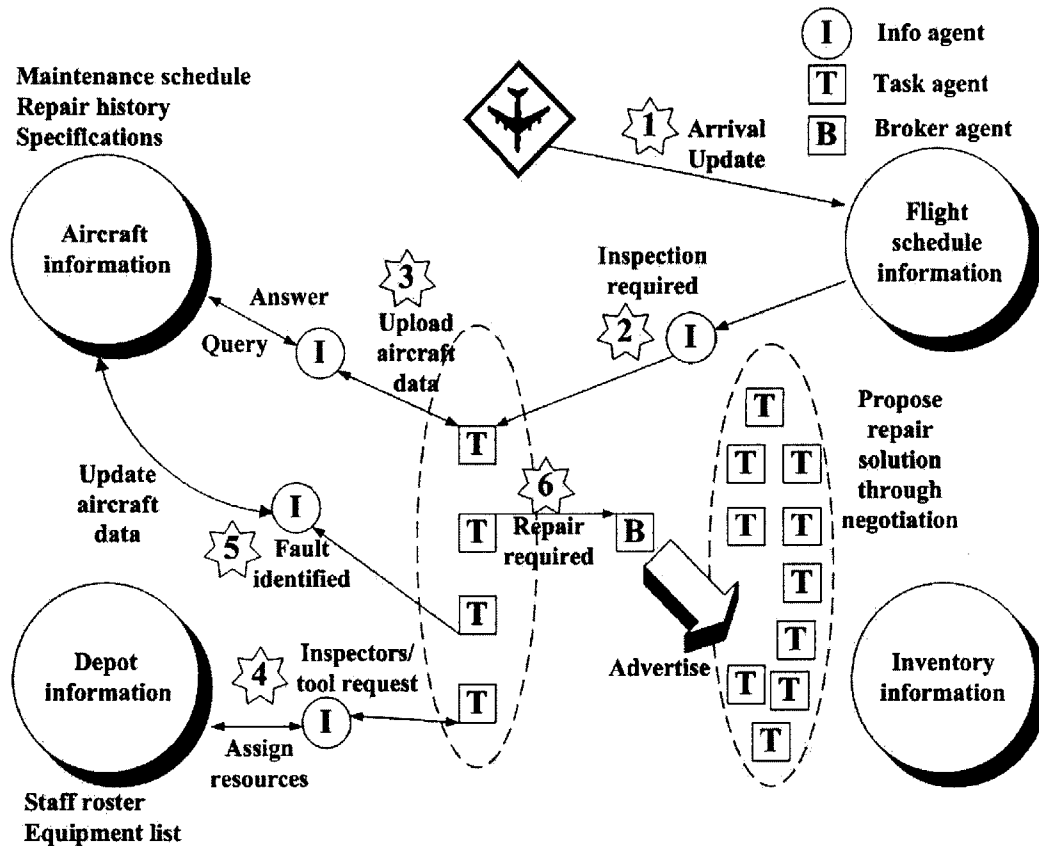 I Info agent
T Task agent
B Broker agent
Maintenance schedule
Repair history
Specifications
1 Arrival
Update
Aircraft
information
Flight
schedule
information
Inspection
required
2
I
3
Upload
aircraft
data
Answer
Query
I
T
T
T
T
Update
aircraft
data
I
5 Fault
identified
6
Repair
required
B
Advertise
T
T T
T T
T
T
T T
T
Propose
repair
solution
through
negotiation
Depot
information
4 Inspectors/
tool request
I
Assign
resources
Inventory
information
Staff roster
Equipment list